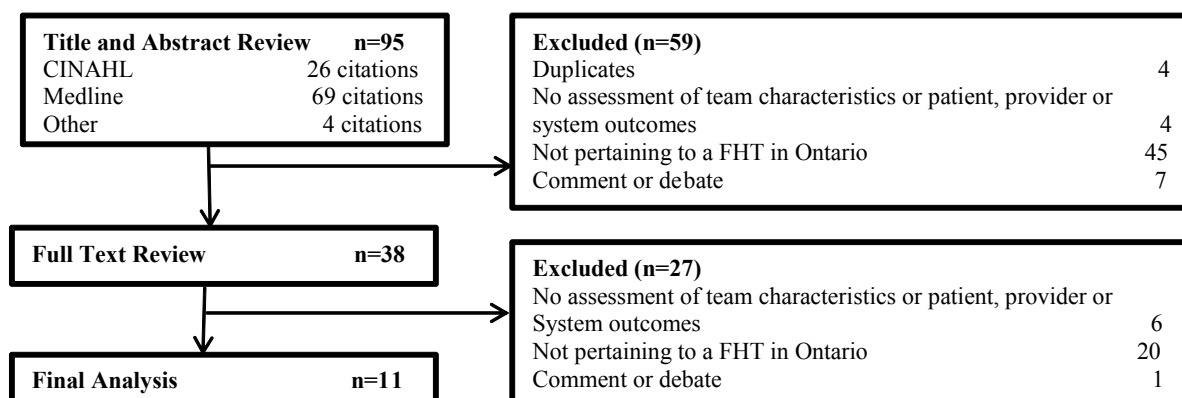 Title and Abstract Review n=95
CINAHL 26 citations
Medline 69 citations
Other 4 citations
Excluded (n=59)
Duplicates 4
No assessment of team characteristics or patient, provider or
system outcomes 4
Not pertaining to a FHT in Ontario 45
Comment or debate 7
Full Text Review n=38
Excluded (n=27)
No assessment of team characteristics or patient, provider or
System outcomes 6
Not pertaining to a FHT in Ontario 20
Comment or debate 1
Final Analysis n=11